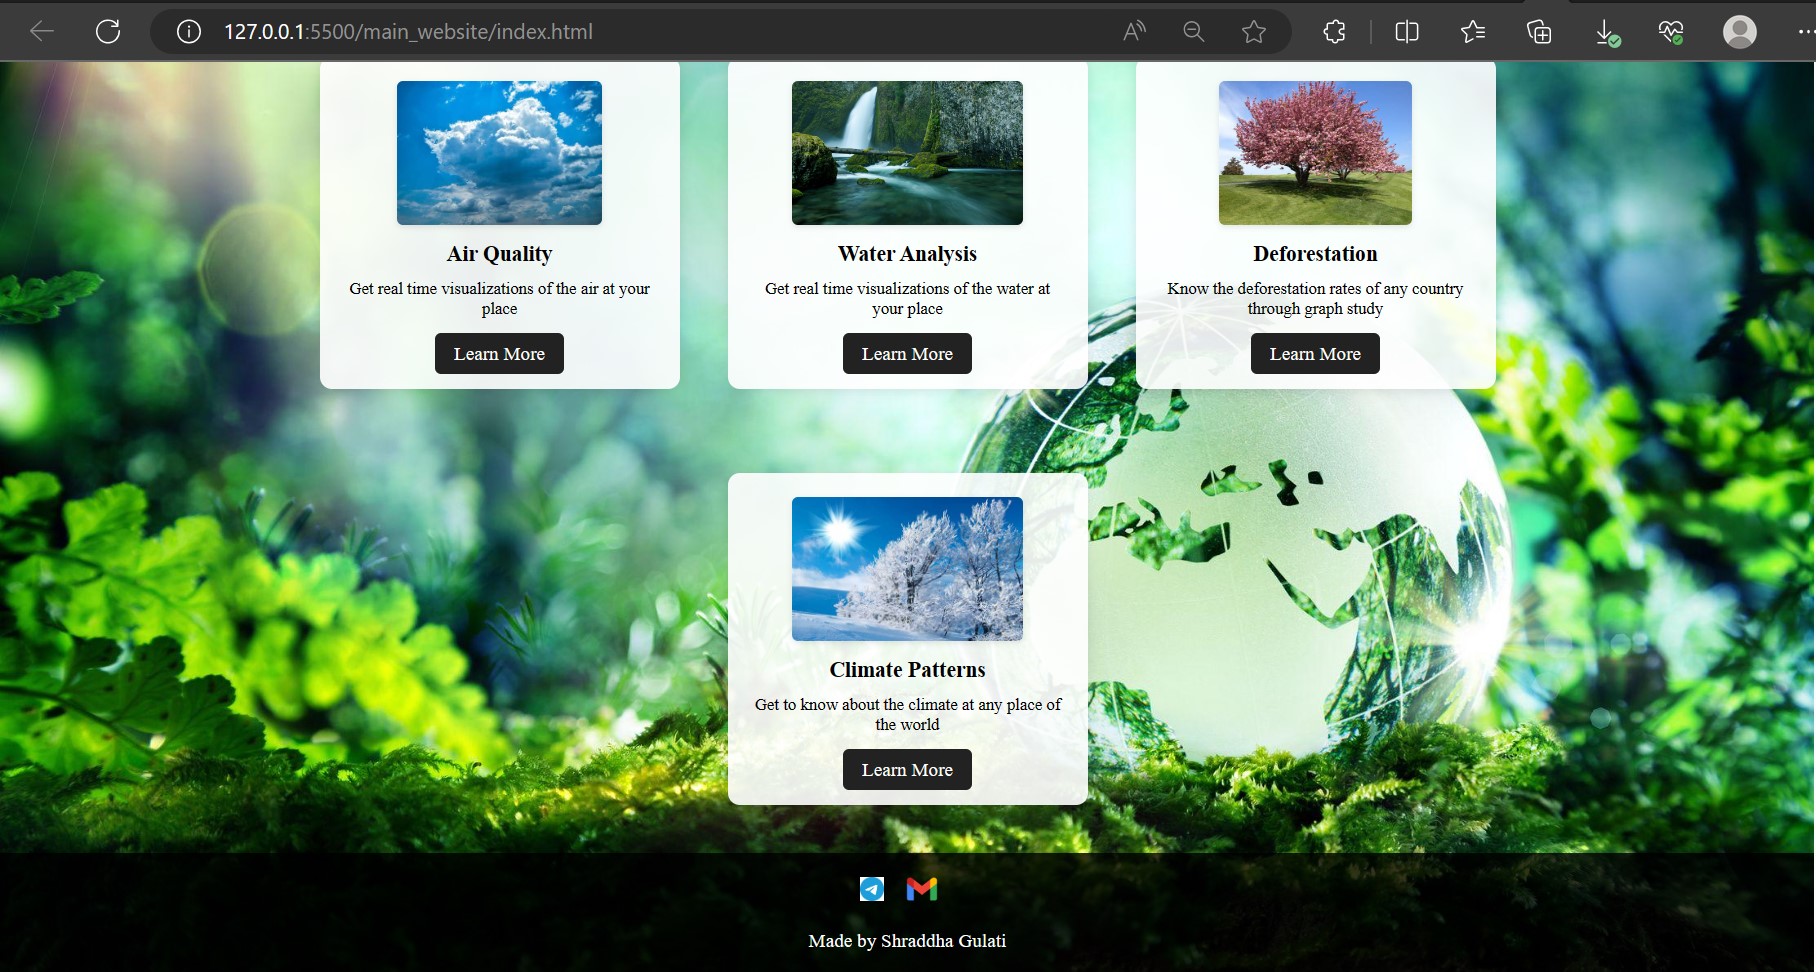 127.0.0.1:5500/main_website/index.html
Air Quality
Get real time visualizations of the air at your
place
Learn More
Water Analysis
Get real time visualizations of the water at
your place
Learn More
Deforestation
Know the deforestation rates of any country
through graph study
Learn More
Climate Patterns
Get to know about the climate at any place of
the world
Learn More
Made by Shraddha Gulati